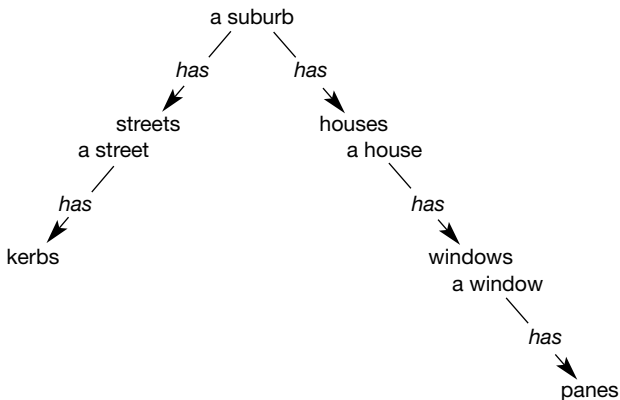 a suburb
has has
streets houses
a street a house
has has
kerbs windows
a window
has
panes